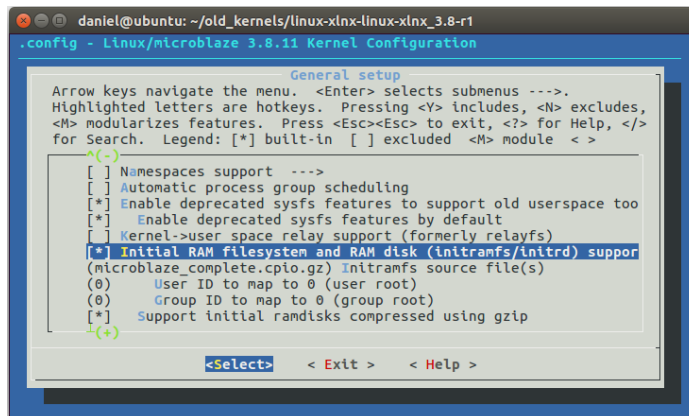 daniel@ubuntu: ~/old_kernels/linux-xlnx-linux-xlnx_3.8-r1
.config - Linux/microblaze 3.8.11 Kernel Configuration
General setup
Arrow keys navigate the menu.  <Enter> selects submenus --->.
Highlighted letters are hotkeys.  Pressing <Y> includes, <N> excludes,
<M> modularizes features.  Press <Esc><Esc> to exit, <?> for Help, </>
for Search.  Legend: [*] built-in  [ ] excluded  <M> module  < >
^(-)
[ ] Namespaces support  --->
[ ] Automatic process group scheduling
[*] Enable deprecated sysfs features to support old userspace too
[*]   Enable deprecated sysfs features by default
[ ] Kernel->user space relay support (formerly relayfs)
[*] Initial RAM filesystem and RAM disk (initramfs/initrd) suppor
(microblaze_complete.cpio.gz) Initramfs source file(s)
(0)     User ID to map to 0 (user root)
(0)     Group ID to map to 0 (group root)
[*]   Support initial ramdisks compressed using gzip
(+)
<Select>    < Exit >    < Help >